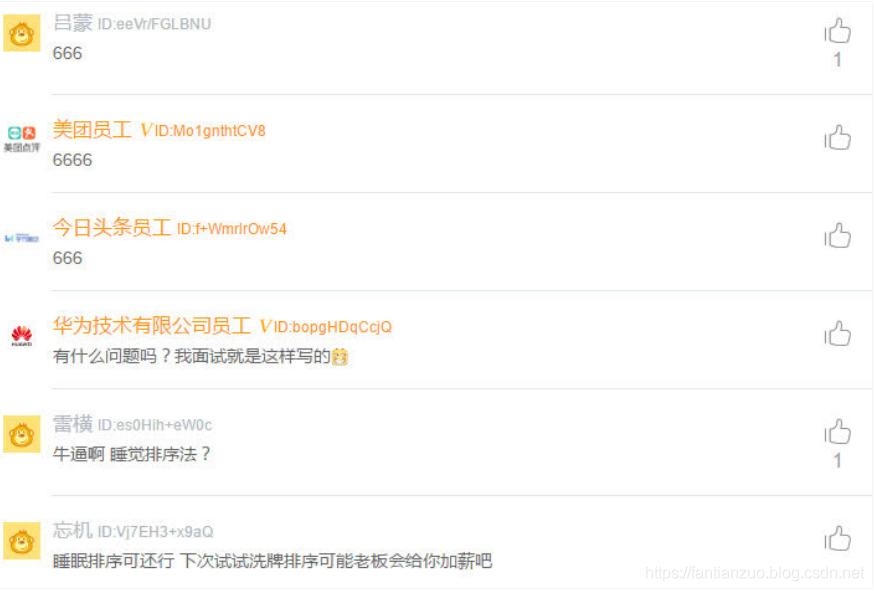 吕蒙 ID:eeVr/FGLBNU
666
1
美团员工 V ID:Mo1gnthtCV8
美团点评
6666
今日头条员工 ID:f+WmrIrOw54
666
华为技术有限公司员工 V ID:bopgHDqCcjQ
HUAWEI
有什么问题吗？我面试就是这样写的
雷横 ID:es0Hih+eW0c
牛逼啊 睡觉排序法？
1
忘机 ID:Vj7EH3+x9aQ
睡眠排序可还行 下次试试洗牌排序可能老板会给你加薪吧
https://fantianzuo.blog.csdn.net